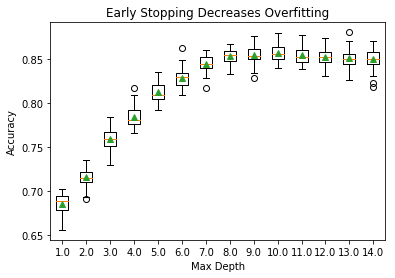 Early Stopping Decreases Overfitting
Accuracy
0.85
0.80
0.75
0.70
0.65
1.0 2.0 3.0 4.0 5.0 6.0 7.0 8.0 9.0 10.0 11.0 12.0 13.0 14.0
Max Depth